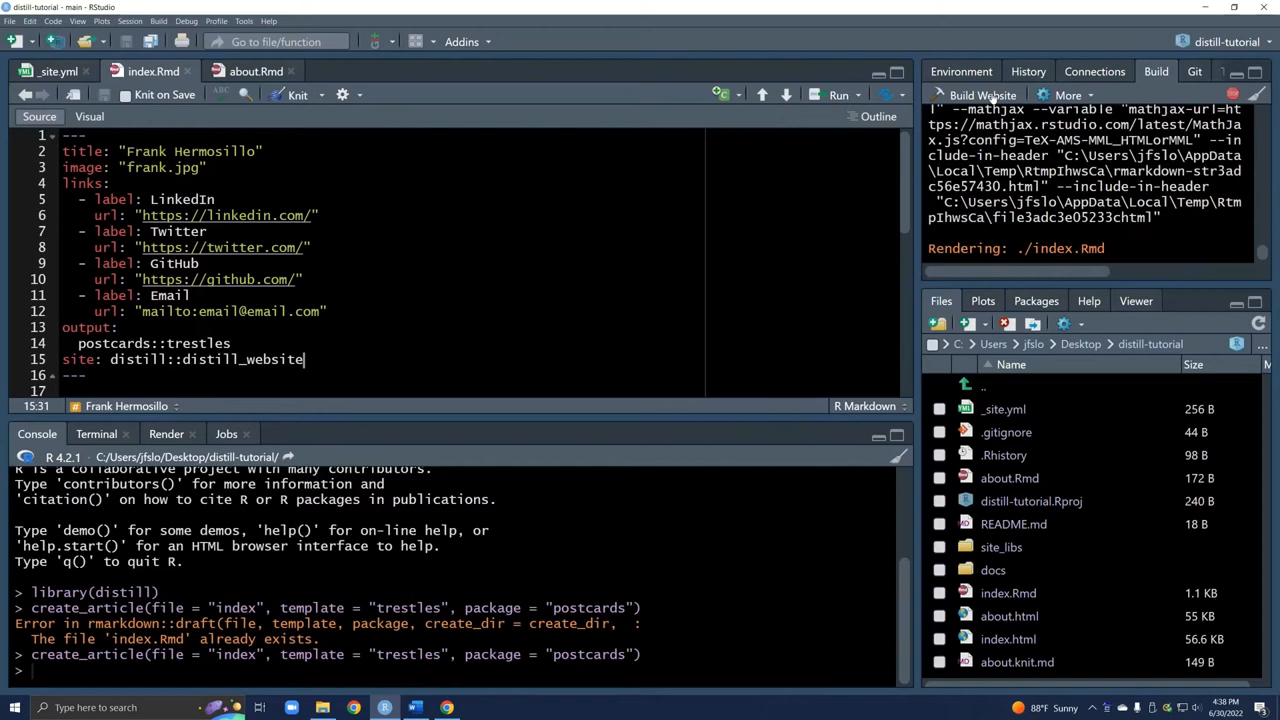 distill-tutorial - main - RStudio
File Edit Code View Plots Session Build Debug Profile Tools Help
Go to file/function Addins distill-tutorial
_site.yml index.Rmd about.Rmd
Knit on Save Knit Run
Source Visual Outline
1 ---
2 title: "Frank Hermosillo"
3 image: "frank.jpg"
4 links:
5 - label: LinkedIn
6 url: "https://linkedin.com/"
7 - label: Twitter
8 url: "https://twitter.com/"
9 - label: GitHub
10 url: "https://github.com/"
11 - label: Email
12 url: "mailto:email@email.com"
13 output:
14 postcards::trestles
15 site: distill::distill_website
16 ---
17
15:31 Frank Hermosillo R Markdown
Console Terminal Render Jobs
R 4.2.1 · C:/Users/jfslo/Desktop/distill-tutorial/
R is a collaborative project with many contributors.
Type 'contributors()' for more information and
'citation()' on how to cite R or R packages in publications.
Type 'demo()' for some demos, 'help()' for on-line help, or
'help.start()' for an HTML browser interface to help.
Type 'q()' to quit R.
> library(distill)
> create_article(file = "index", template = "trestles", package = "postcards")
Error in rmarkdown::draft(file, template, package, create_dir = create_dir, :
The file 'index.Rmd' already exists.
> create_article(file = "index", template = "trestles", package = "postcards")
>
Environment History Connections Build Git
Build Website More
l" --mathjax --variable "mathjax-url=ht
tps://mathjax.rstudio.com/latest/MathJa
x.js?config=TeX-AMS-MML_HTMLorMML" --in
clude-in-header "C:\Users\jfslo\AppData
\Local\Temp\RtmpIhwsCa\rmarkdown-str3ad
c56e57430.html" --include-in-header
"C:\Users\jfslo\AppData\Local\Temp\Rtm
pIhwsCa\file3adc3e05233chtml"
Rendering: ./index.Rmd
Files Plots Packages Help Viewer
C: Users jfslo Desktop distill-tutorial ...
Name Size M
..
_site.yml 256 B
.gitignore 44 B
.Rhistory 98 B
about.Rmd 172 B
distill-tutorial.Rproj 240 B
README.md 18 B
site_libs
docs
index.Rmd 1.1 KB
about.html 55 KB
index.html 56.6 KB
about.knit.md 149 B
Type here to search 88°F Sunny 4:38 PM
6/30/2022